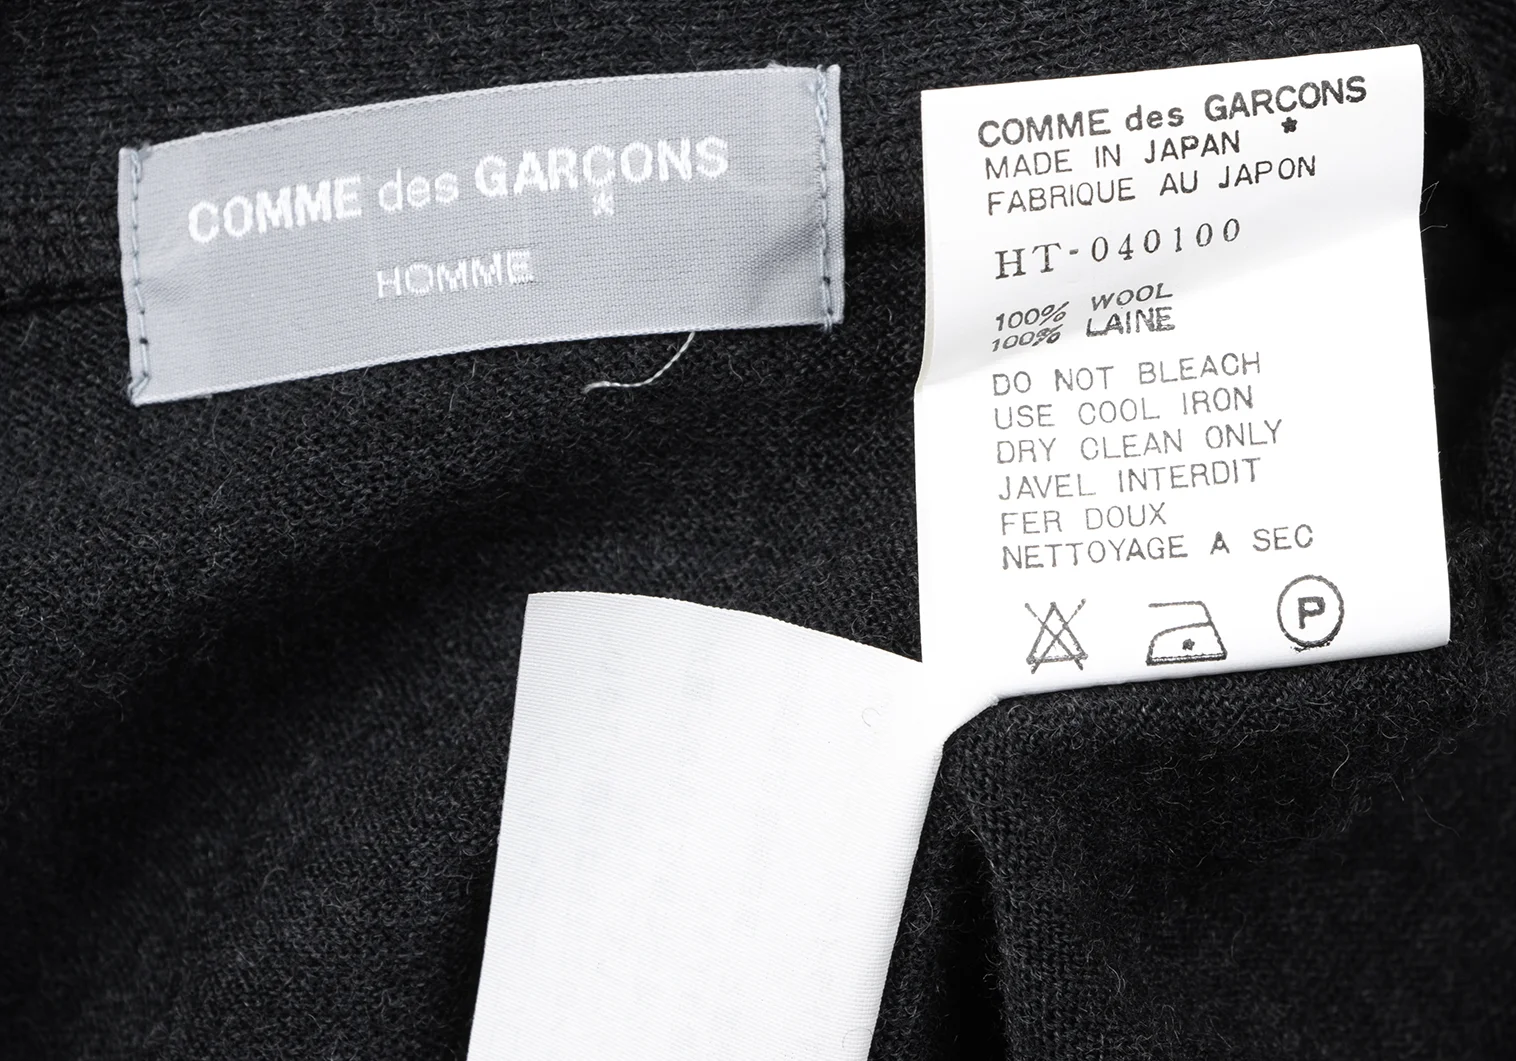 COMME des GARÇONS
HOMME
COMME des GARÇONS
MADE IN JAPAN
FABRIQUE AU JAPON
HT-040100
100% WOOL
100% LAINE
DO NOT BLEACH
USE COOL IRON
DRY CLEAN ONLY
JAVEL INTERDIT
FER DOUX
NETTOYAGE A SEC
P